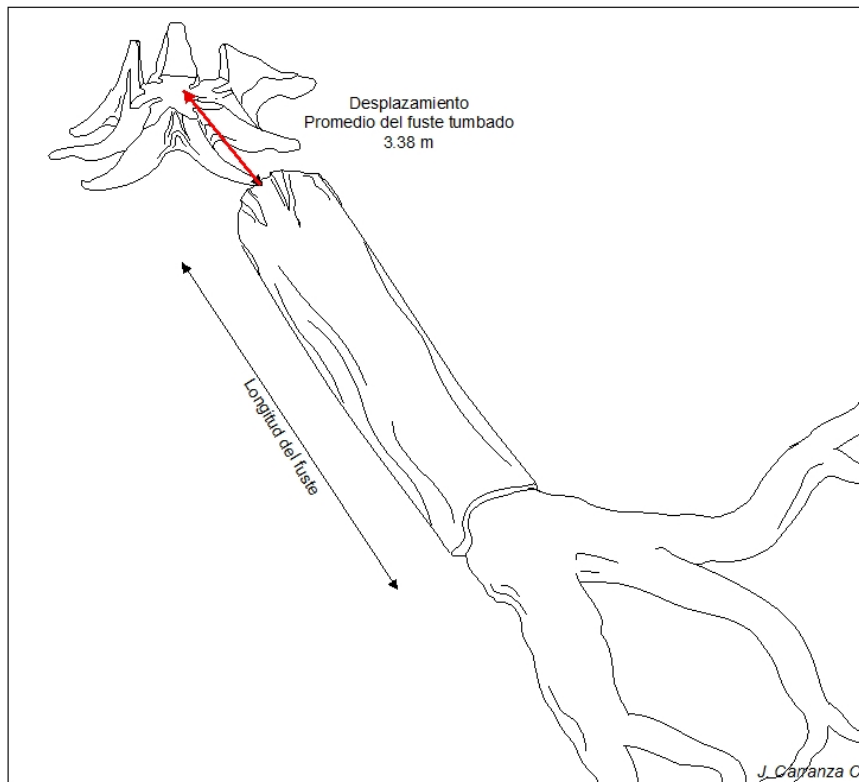 Desplazamiento
Promedio del fuste tumbado
3.38 m
Longitud del fuste
J. Carranza C